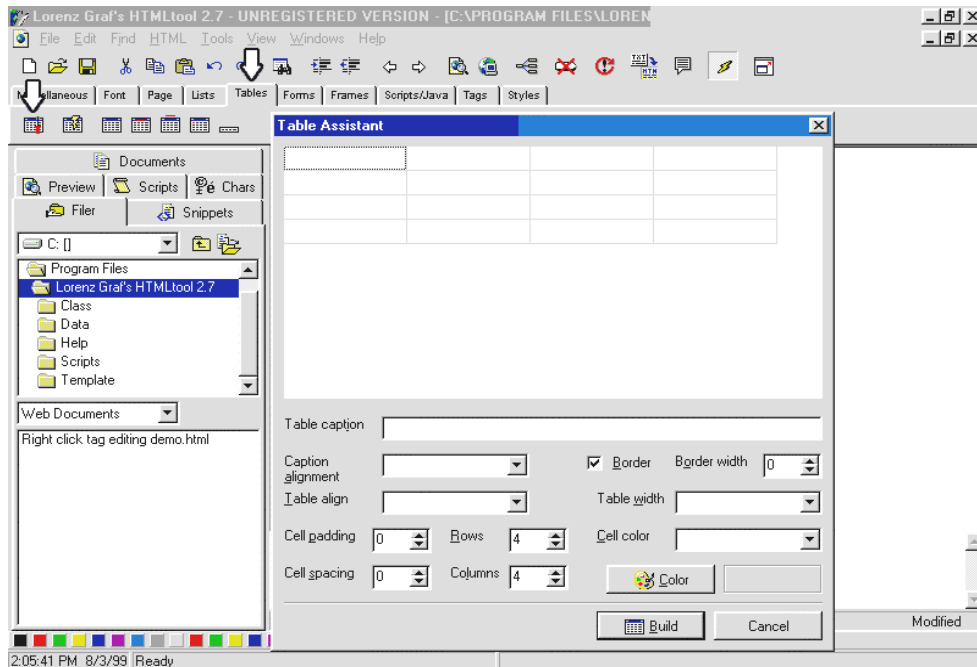 Lorenz Graf's HTMLtool 2.7 - UNREGISTERED VERSION - [C:\PROGRAM FILES\LOREN
File Edit Find HTML Tools View Windows Help
Font Page Lists Tables Forms Frames Scripts/Java Tags Styles
Table Assistant
Documents
Preview Scripts Chars
Filer Snippets
C: []
Program Files
Lorenz Graf's HTMLtool 2.7
Class
Data
Help
Scripts
Template
Web Documents
Right click tag editing demo.html
Table caption
Caption alignment
Border
Border width 0
Table align
Table width
Cell padding 0
Rows 4
Cell color
Cell spacing 0
Columns 4
Color
Build
Cancel
Modified
2:05:41 PM 8/3/99 Ready